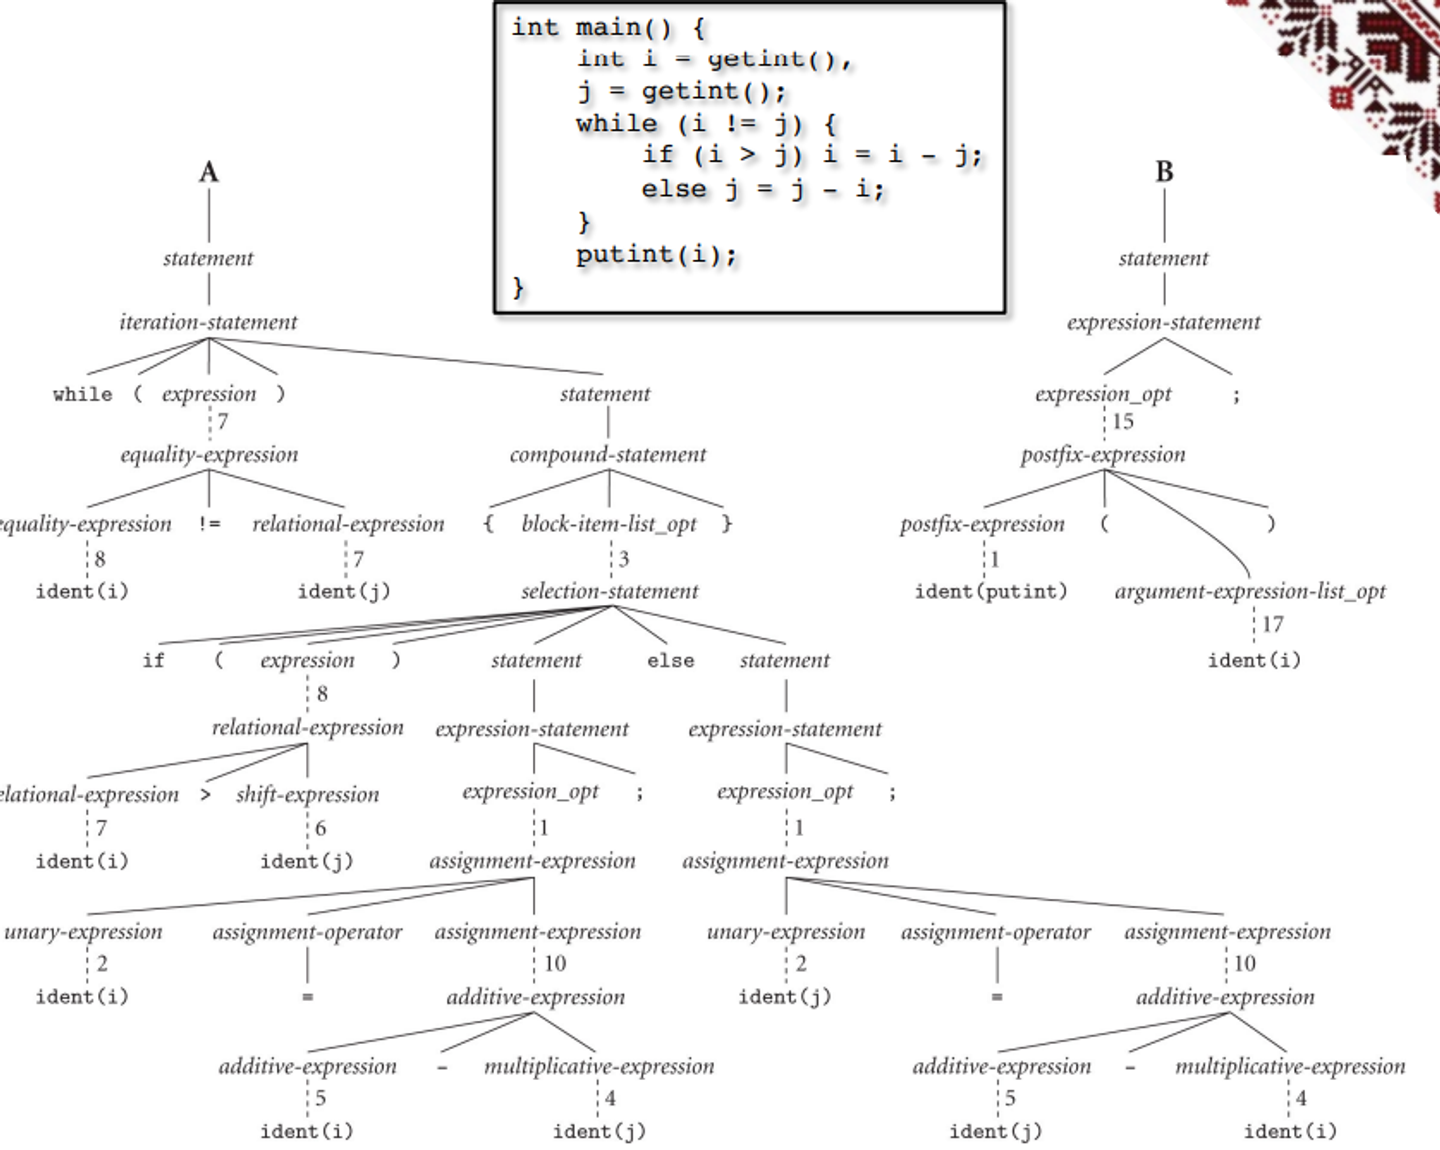 int main() {
int i = getint(),
j = getint();
while (i != j) {
if (i > j) i = i - j;
else j = j - i;
}
putint(i);
}
A
B
statement
statement
iteration-statement
expression-statement
while ( expression )
statement
expression_opt
;
7
15
equality-expression
compound-statement
postfix-expression
equality-expression != relational-expression
{ block-item-list_opt }
postfix-expression ( )
8
7
3
1
ident(i)
ident(j)
selection-statement
ident(putint)
argument-expression-list_opt
17
if ( expression ) statement else statement
ident(i)
8
relational-expression
expression-statement
expression-statement
elational-expression > shift-expression
expression_opt ;
expression_opt ;
7
6
1
1
ident(i)
ident(j)
assignment-expression
assignment-expression
unary-expression
assignment-operator
assignment-expression
unary-expression
assignment-operator
assignment-expression
2
10
2
10
ident(i)
=
additive-expression
ident(j)
=
additive-expression
additive-expression - multiplicative-expression
additive-expression - multiplicative-expression
5
4
5
4
ident(i)
ident(j)
ident(j)
ident(i)